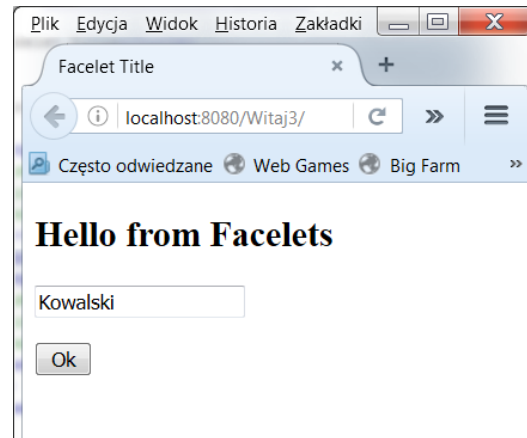 Plik Edycja Widok Historia Zakładki
Facelet Title
localhost:8080/Witaj3/
Często odwiedzane Web Games Big Farm
Hello from Facelets
Kowalski
Ok